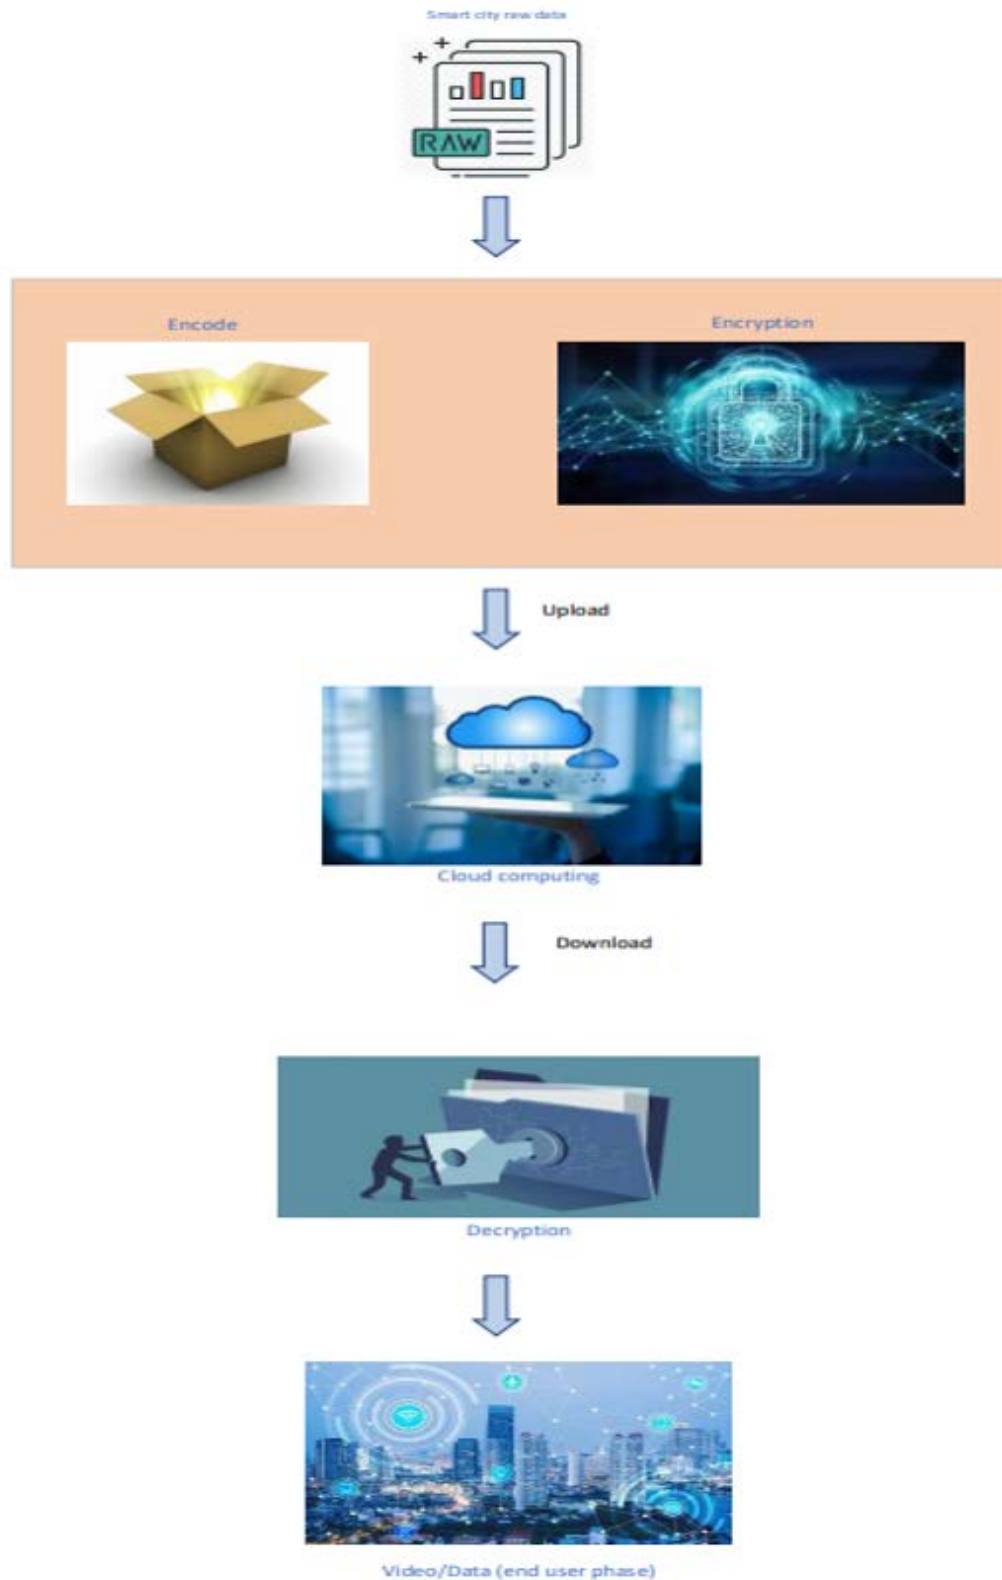 Smart city raw data
RAW
Encode
Encryption
Upload
Cloud computing
Download
Decryption
Video/Data (end user phase)